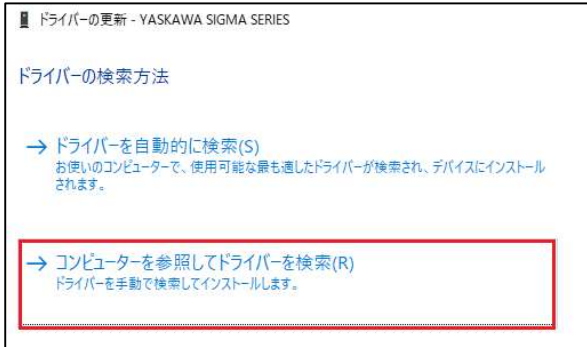 ドライバーの更新 - YASKAWA SIGMA SERIES
ドライバーの検索方法
→ ドライバーを自動的に検索(S)
お使いのコンピューターで、使用可能な最も適したドライバーが検索され、デバイスにインストール
されます。
→ コンピューターを参照してドライバーを検索(R)
ドライバーを手動で検索してインストールします。